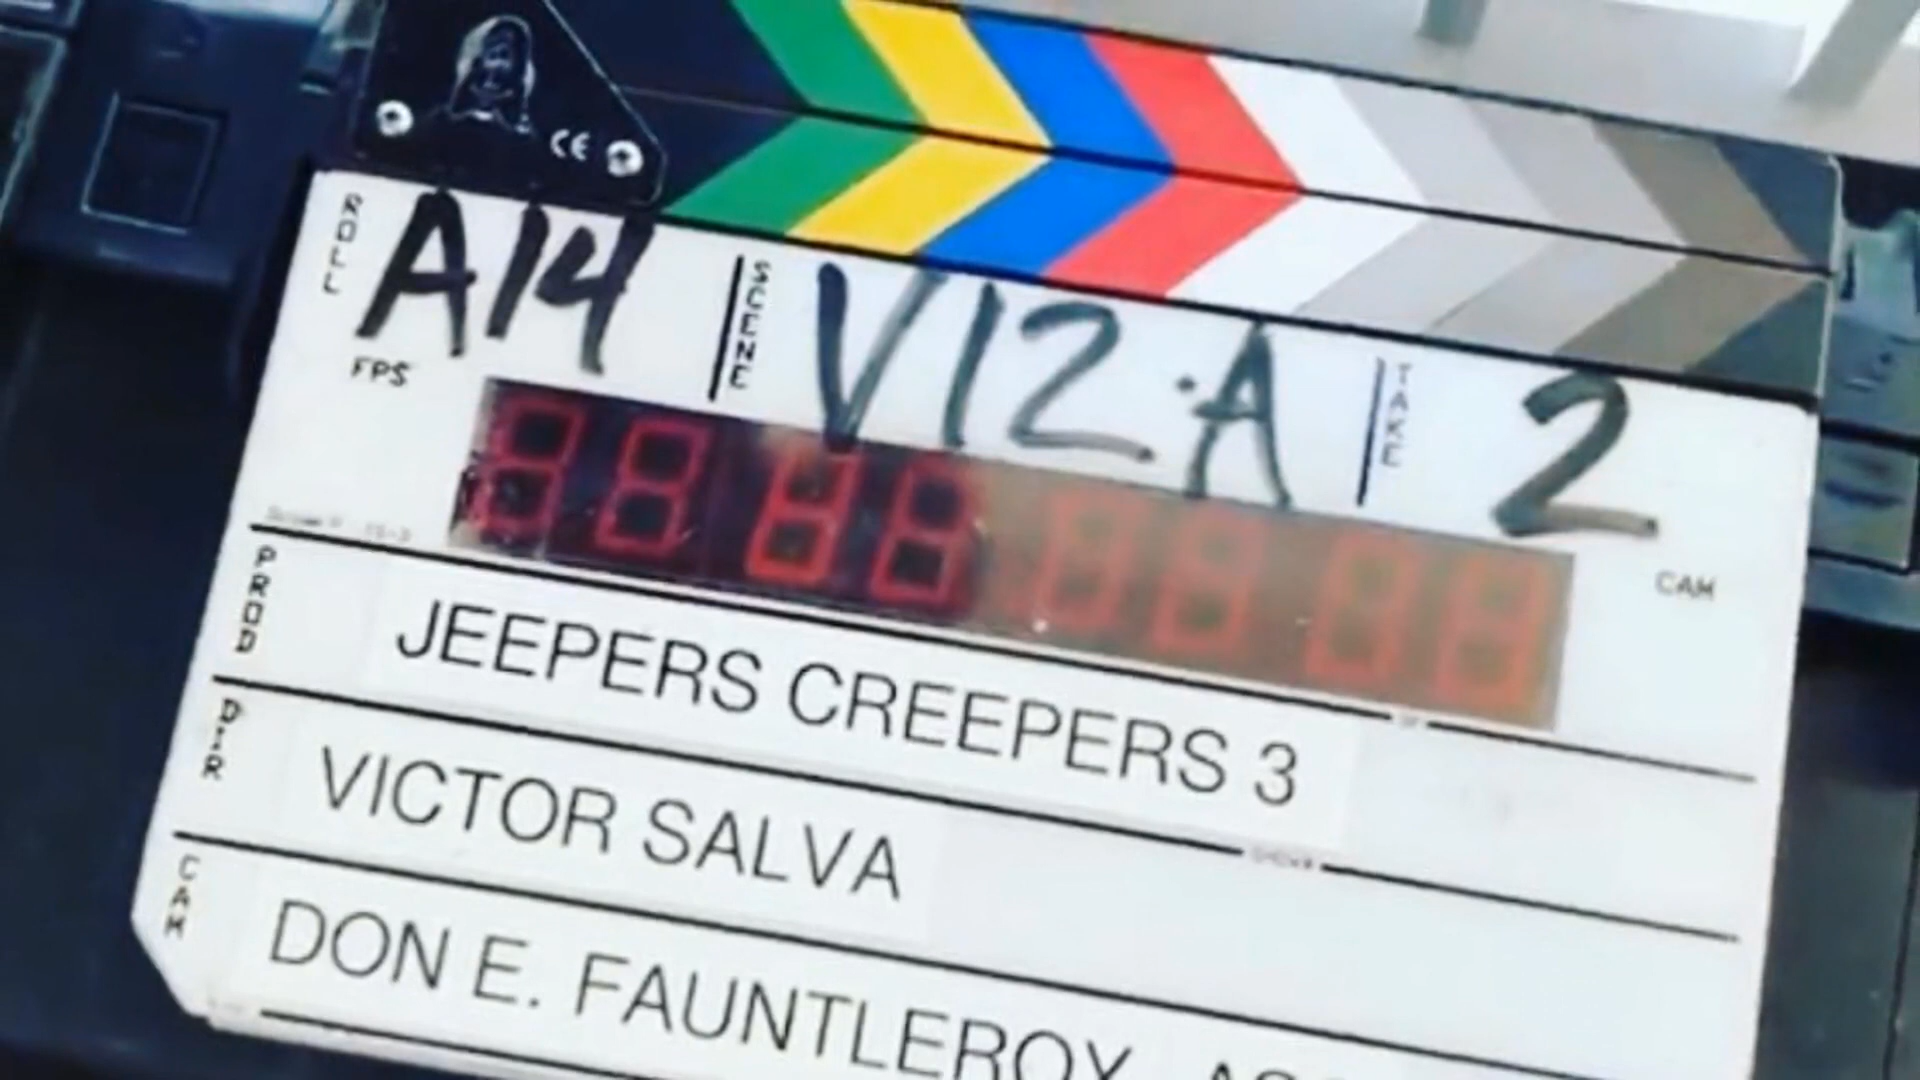 CE
ROLL A14 SCENE V12·A TAKE 2
FPS
CAM
PROD JEEPERS CREEPERS 3
DIR VICTOR SALVA
CAM DON E. FAUNTLEROY